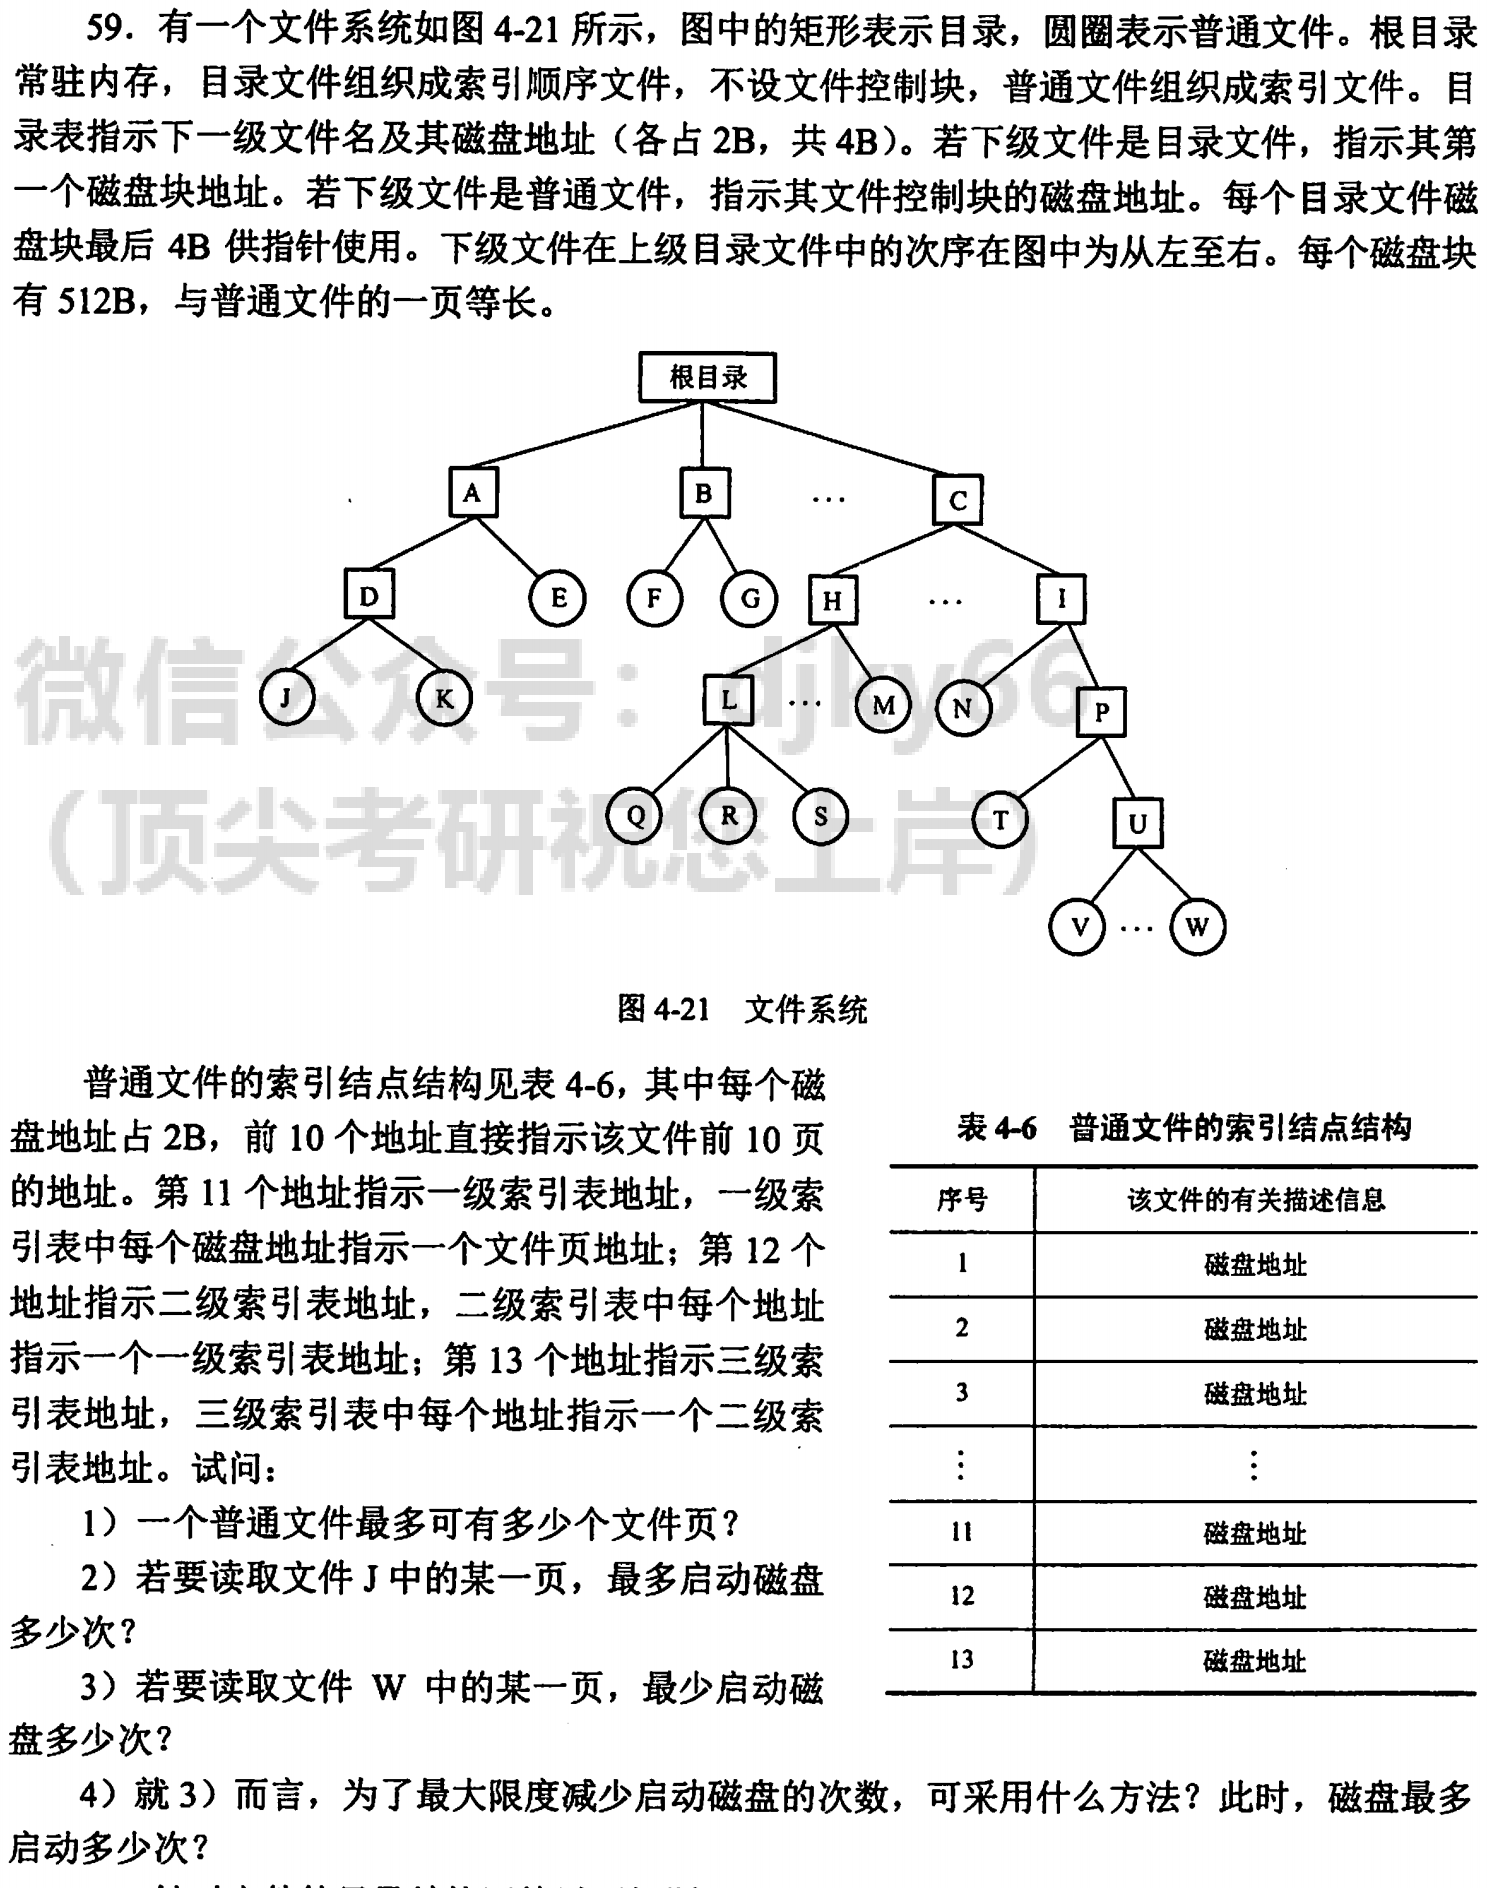 59．有一个文件系统如图 4-21 所示，图中的矩形表示目录，圆圈表示普通文件。根目录
常驻内存，目录文件组织成索引顺序文件，不设文件控制块，普通文件组织成索引文件。目
录表指示下一级文件名及其磁盘地址（各占 2B，共 4B）。若下级文件是目录文件，指示其第
一个磁盘块地址。若下级文件是普通文件，指示其文件控制块的磁盘地址。每个目录文件磁
盘块最后 4B 供指针使用。下级文件在上级目录文件中的次序在图中为从左至右。每个磁盘块
有 512B，与普通文件的一页等长。
根目录
A
B
…
C
D
E
F
G
H
…
I
J
K
L
…
M
N
P
Q
R
S
T
U
V
…
W
微信公众号：djky66
（顶尖考研祝您上岸）
图 4-21 文件系统
普通文件的索引结点结构见表 4-6，其中每个磁
盘地址占 2B，前 10 个地址直接指示该文件前 10 页
的地址。第 11 个地址指示一级索引表地址，一级索
引表中每个磁盘地址指示一个文件页地址；第 12 个
地址指示二级索引表地址，二级索引表中每个地址
指示一个一级索引表地址；第 13 个地址指示三级索
引表地址，三级索引表中每个地址指示一个二级索
引表地址。试问：
1）一个普通文件最多可有多少个文件页？
2）若要读取文件 J 中的某一页，最多启动磁盘
多少次？
3）若要读取文件 W 中的某一页，最少启动磁
盘多少次？
表 4-6 普通文件的索引结点结构
序号 该文件的有关描述信息
1 磁盘地址
2 磁盘地址
3 磁盘地址
⋮ ⋮
11 磁盘地址
12 磁盘地址
13 磁盘地址
4）就 3）而言，为了最大限度减少启动磁盘的次数，可采用什么方法？此时，磁盘最多
启动多少次？